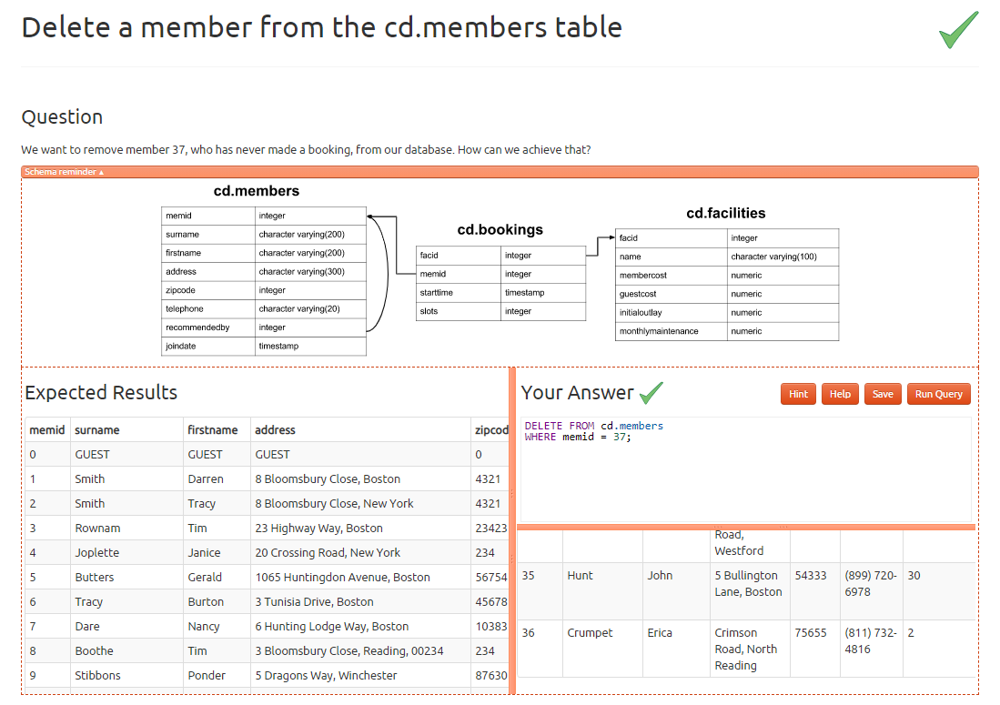 Delete a member from the cd.members table
Question
We want to remove member 37, who has never made a booking, from our database. How can we achieve that?
Schema reminder ▴
cd.members
memid integer
surname character varying(200)
firstname character varying(200)
address character varying(300)
zipcode integer
telephone character varying(20)
recommendedby integer
joindate timestamp
cd.bookings
facid integer
memid integer
starttime timestamp
slots integer
cd.facilities
facid integer
name character varying(100)
membercost numeric
guestcost numeric
initialoutlay numeric
monthlymaintenance numeric
Expected Results
memid surname firstname address zipcod
0 GUEST GUEST GUEST 0
1 Smith Darren 8 Bloomsbury Close, Boston 4321
2 Smith Tracy 8 Bloomsbury Close, New York 4321
3 Rownam Tim 23 Highway Way, Boston 23423
4 Joplette Janice 20 Crossing Road, New York 234
5 Butters Gerald 1065 Huntingdon Avenue, Boston 56754
6 Tracy Burton 3 Tunisia Drive, Boston 45678
7 Dare Nancy 6 Hunting Lodge Way, Boston 10383
8 Boothe Tim 3 Bloomsbury Close, Reading, 00234 234
9 Stibbons Ponder 5 Dragons Way, Winchester 87630
Your Answer
Hint Help Save Run Query
DELETE FROM cd.members
WHERE memid = 37;
Road,
Westford
35 Hunt John 5 Bullington 54333 (899) 720- 30
Lane, Boston 6978
36 Crumpet Erica Crimson 75655 (811) 732- 2
Road, North 4816
Reading